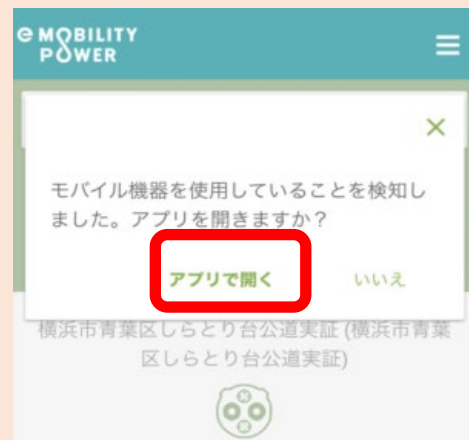 e MOBILITY
POWER
モバイル機器を使用していることを検知し
ました。アプリを開きますか？
アプリで開く いいえ
横浜市青葉区しらとり台公道実証 (横浜市青葉
区しらとり台公道実証)